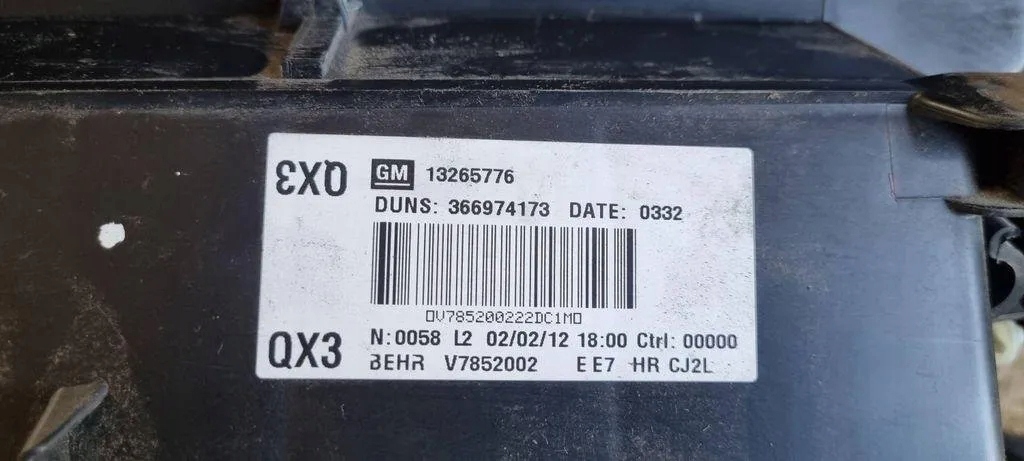 QX3
GM 13265776
DUNS: 366974173 DATE: 0332
▯V785200222DC1M▯
N:0058 L2 02/02/12 18:00 Ctrl: 00000
QX3
BEHR V7852002 E E7 HR CJ2L